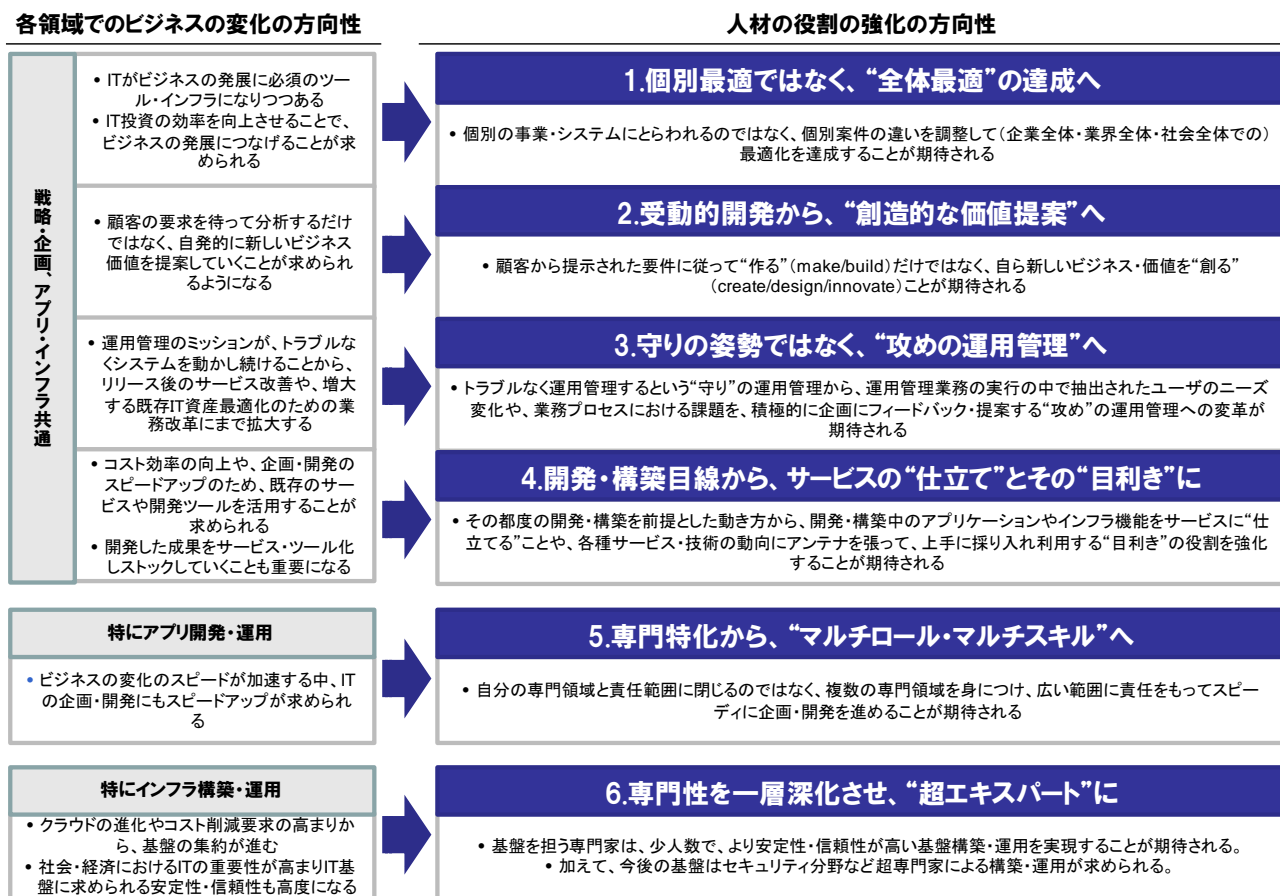 各領域でのビジネスの変化の方向性
人材の役割の強化の方向性
戦略・企画、アプリ・インフラ共通
• ITがビジネスの発展に必須のツー
ル・インフラになりつつある
• IT投資の効率を向上させることで、
ビジネスの発展につなげることが求
められる
1.個別最適ではなく、“全体最適”の達成へ
• 個別の事業・システムにとらわれるのではなく、個別案件の違いを調整して（企業全体・業界全体・社会全体での）
最適化を達成することが期待される
• 顧客の要求を待って分析するだけ
ではなく、自発的に新しいビジネス
価値を提案していくことが求められ
るようになる
2.受動的開発から、“創造的な価値提案”へ
• 顧客から提示された要件に従って“作る”（make/build）だけではなく、自ら新しいビジネス・価値を“創る”
（create/design/innovate）ことが期待される
• 運用管理のミッションが、トラブルな
くシステムを動かし続けることから、
リリース後のサービス改善や、増大
する既存IT資産最適化のための業
務改革にまで拡大する
3.守りの姿勢ではなく、“攻めの運用管理”へ
• トラブルなく運用管理するという“守り”の運用管理から、運用管理業務の実行の中で抽出されたユーザのニーズ
変化や、業務プロセスにおける課題を、積極的に企画にフィードバック・提案する“攻め”の運用管理への変革が
期待される
• コスト効率の向上や、企画・開発の
スピードアップのため、既存のサー
ビスや開発ツールを活用することが
求められる
• 開発した成果をサービス・ツール化
しストックしていくことも重要になる
4.開発・構築目線から、サービスの“仕立て”とその“目利き”に
• その都度の開発・構築を前提とした動き方から、開発・構築中のアプリケーションやインフラ機能をサービスに“仕
立てる”ことや、各種サービス・技術の動向にアンテナを張って、上手に採り入れ利用する“目利き”の役割を強化
することが期待される
特にアプリ開発・運用
• ビジネスの変化のスピードが加速する中、IT
の企画・開発にもスピードアップが求められ
る
5.専門特化から、“マルチロール・マルチスキル”へ
• 自分の専門領域と責任範囲に閉じるのではなく、複数の専門領域を身につけ、広い範囲に責任をもってスピー
ディに企画・開発を進めることが期待される
特にインフラ構築・運用
• クラウドの進化やコスト削減要求の高まりか
ら、基盤の集約が進む
• 社会・経済におけるITの重要性が高まりIT基
盤に求められる安定性・信頼性も高度になる
6.専門性を一層深化させ、“超エキスパート”に
• 基盤を担う専門家は、少人数で、より安定性・信頼性が高い基盤構築・運用を実現することが期待される。
• 加えて、今後の基盤はセキュリティ分野など超専門家による構築・運用が求められる。